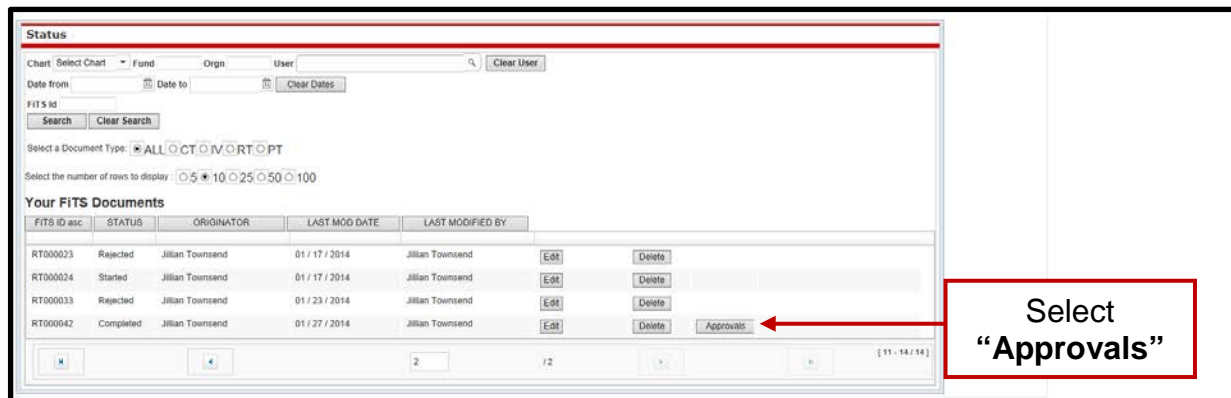 Status
Chart Select Chart Fund Orgn User Clear User
Date from Date to Clear Dates
FiTS Id
Search Clear Search
Select a Document Type: ALL CT IV RT PT
Select the number of rows to display : 5 10 25 50 100
Your FiTS Documents
FITS ID asc STATUS ORIGINATOR LAST MOD DATE LAST MODIFIED BY
RT000023 Rejected Jillian Townsend 01 / 17 / 2014 Jillian Townsend Edit Delete
RT000024 Started Jillian Townsend 01 / 17 / 2014 Jillian Townsend Edit Delete
RT000033 Rejected Jillian Townsend 01 / 23 / 2014 Jillian Townsend Edit Delete
RT000042 Completed Jillian Townsend 01 / 27 / 2014 Jillian Townsend Edit Delete Approvals
2 / 2 [ 11 - 14 / 14 ]
Select
“Approvals”